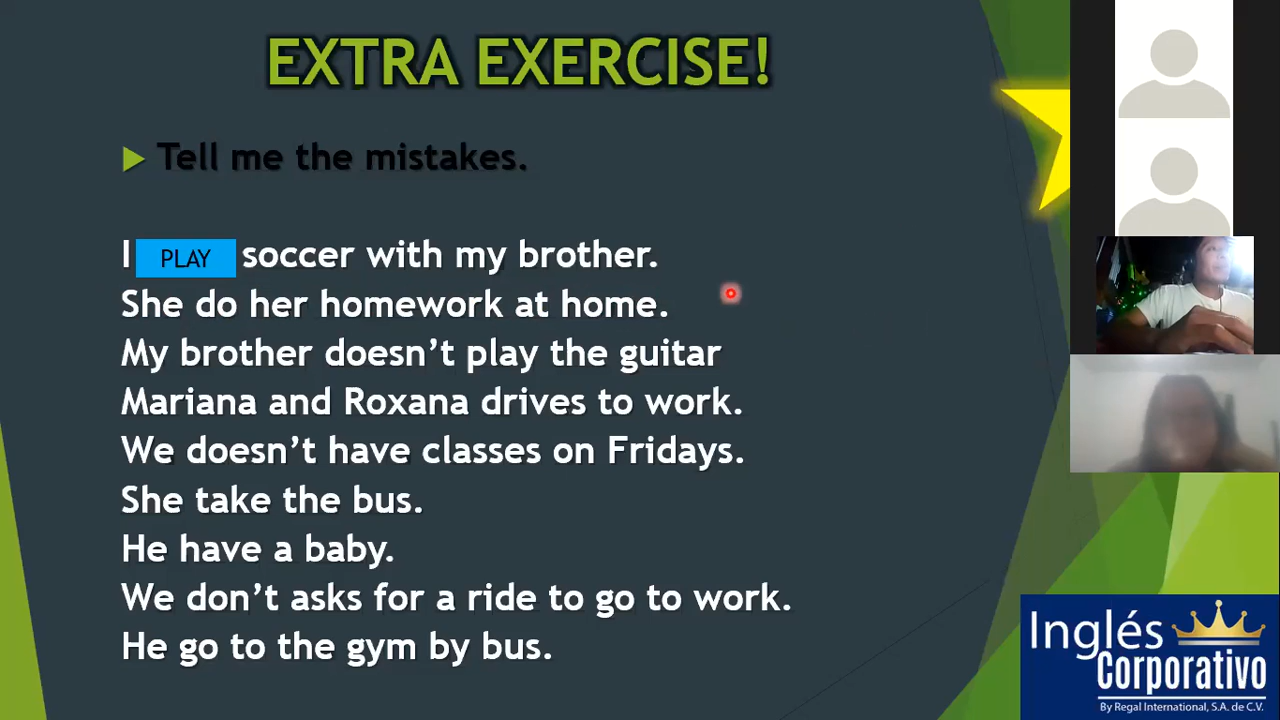 EXTRA EXERCISE!
Tell me the mistakes.
I PLAY soccer with my brother.
She do her homework at home.
My brother doesn’t play the guitar
Mariana and Roxana drives to work.
We doesn’t have classes on Fridays.
She take the bus.
He have a baby.
We don’t asks for a ride to go to work.
He go to the gym by bus.
Inglés
Corporativo
By Regal International, S.A. de C.V.